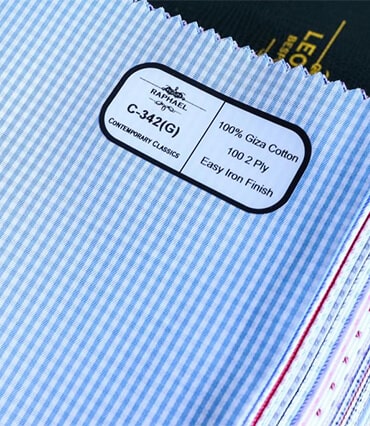 RAPHAEL
C-342(G)
CONTEMPORARY CLASSICS
100% Giza Cotton
100 2 Ply
Easy Iron Finish